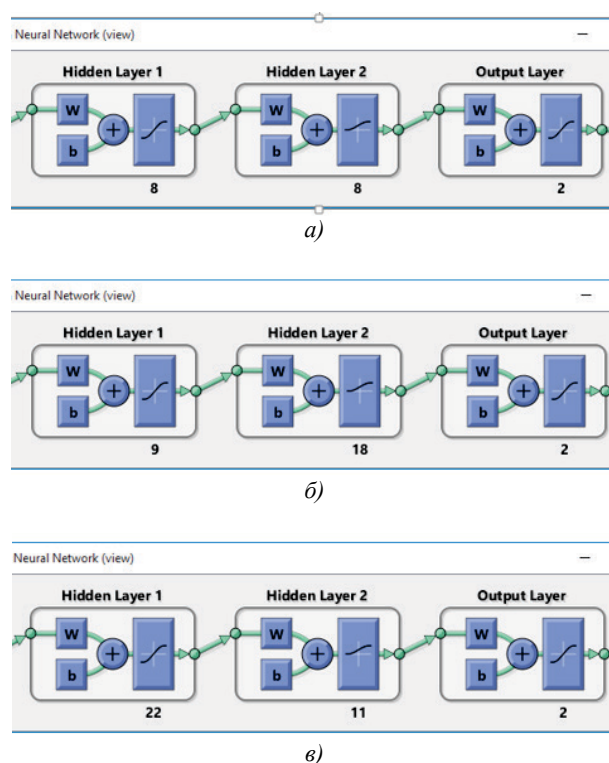 Neural Network (view)
Hidden Layer 1 Hidden Layer 2 Output Layer
W W W
b b b
8 8 2
а)
Neural Network (view)
Hidden Layer 1 Hidden Layer 2 Output Layer
W W W
b b b
9 18 2
б)
Neural Network (view)
Hidden Layer 1 Hidden Layer 2 Output Layer
W W W
b b b
22 11 2
в)